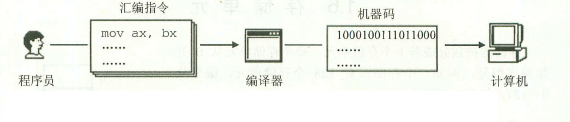 汇编指令
机器码
mov ax, bx
……
……
1000100111011000
……
……
程序员
编译器
计算机